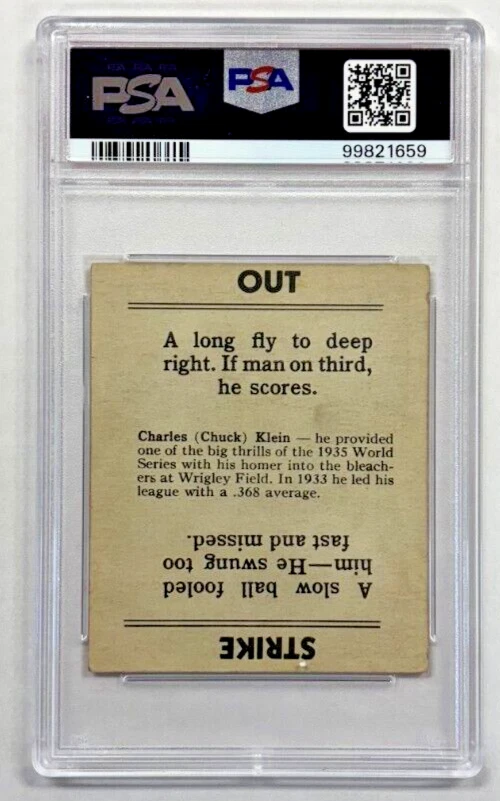 PSA
PSA
99821659
OUT
A long fly to deep
right. If man on third,
he scores.
Charles (Chuck) Klein — he provided
one of the big thrills of the 1935 World
Series with his homer into the bleach-
ers at Wrigley Field. In 1933 he led his
league with a .368 average.
STRIKE
A slow ball fooled
him—He swung too
fast and missed.